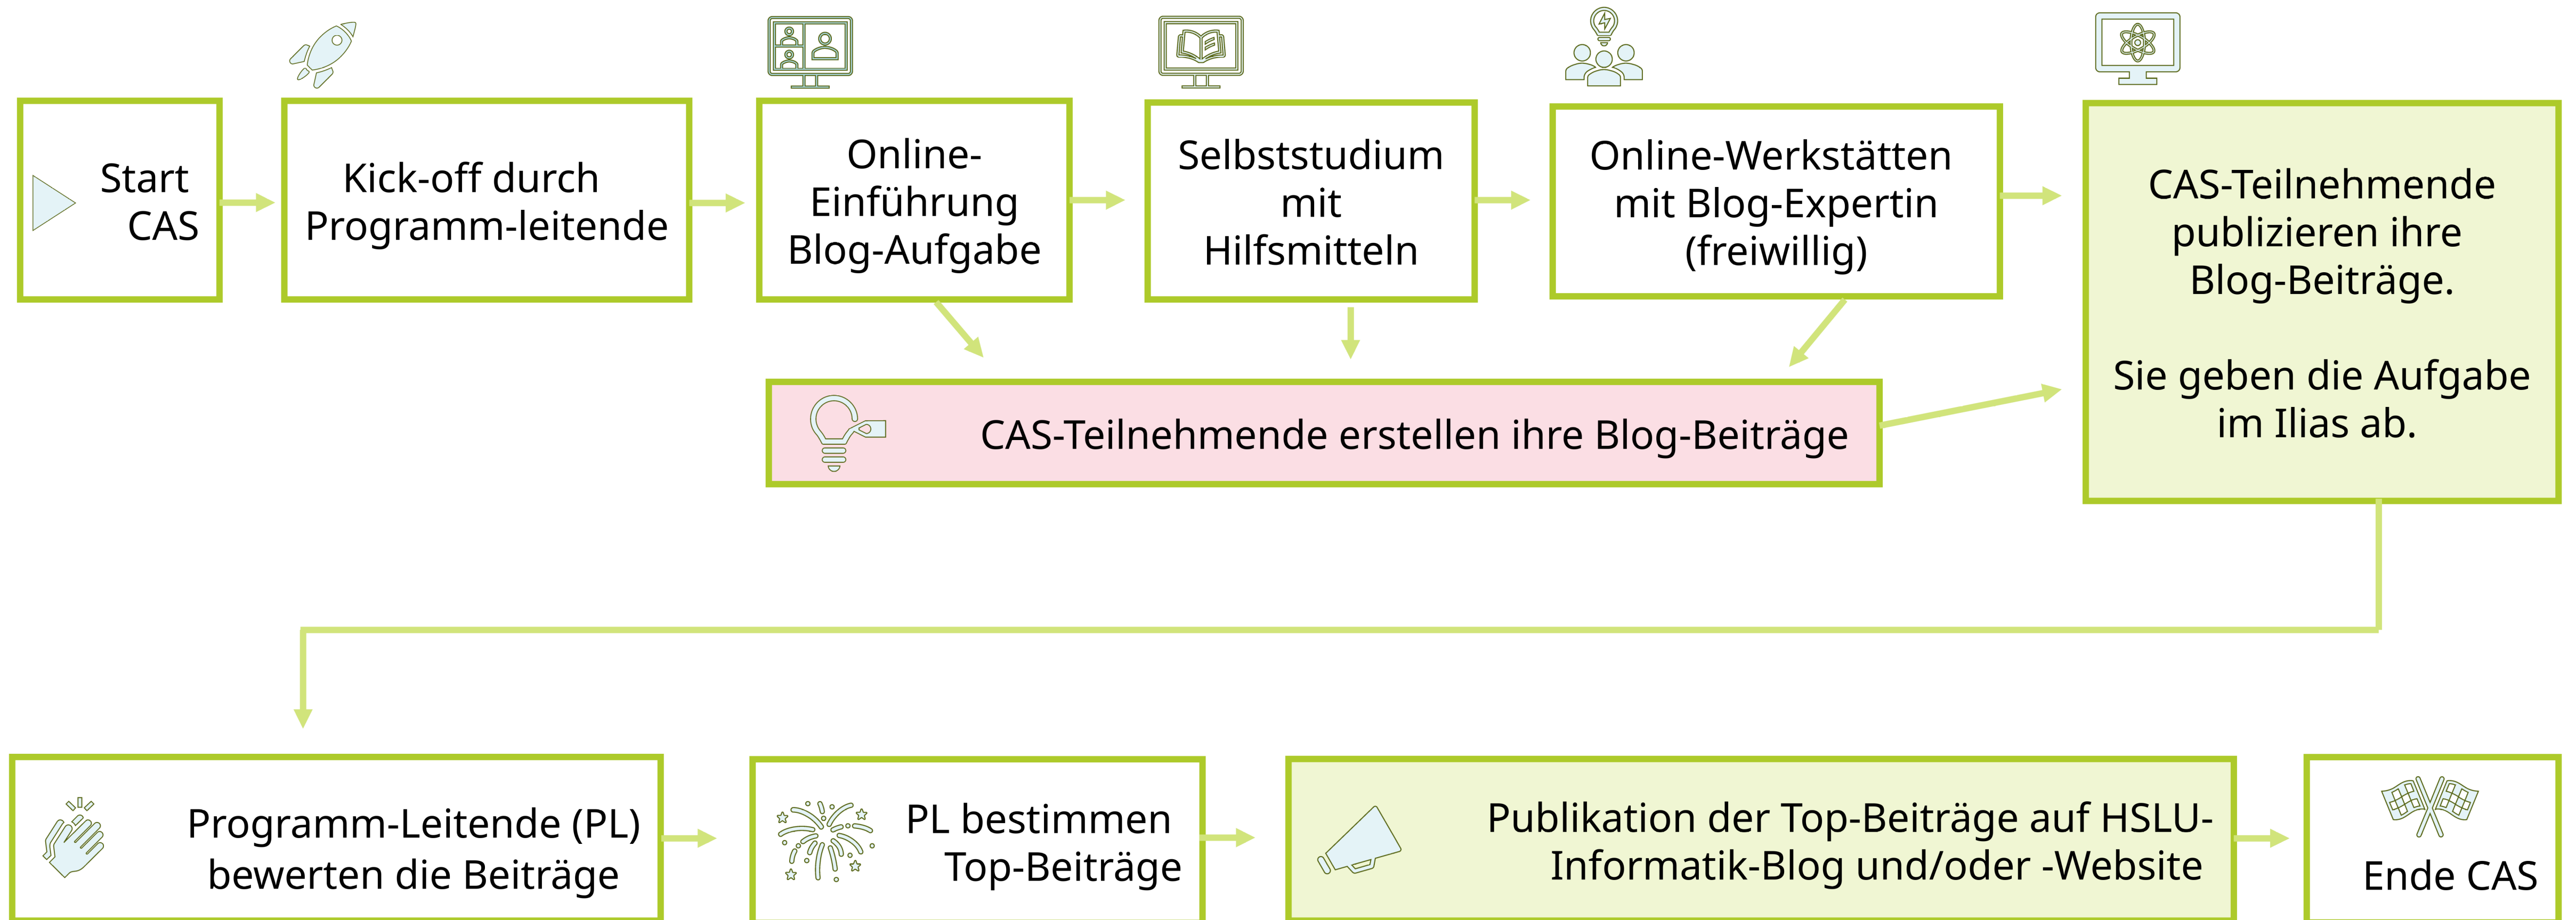 Start
CAS
Kick-off durch
Programm-leitende
Online-
Einführung
Blog-Aufgabe
Selbststudium
mit
Hilfsmitteln
Online-Werkstätten
mit Blog-Expertin
(freiwillig)
CAS-Teilnehmende
publizieren ihre
Blog-Beiträge.
Sie geben die Aufgabe
im Ilias ab.
CAS-Teilnehmende erstellen ihre Blog-Beiträge
Programm-Leitende (PL)
bewerten die Beiträge
PL bestimmen
Top-Beiträge
Publikation der Top-Beiträge auf HSLU-
Informatik-Blog und/oder -Website
Ende CAS